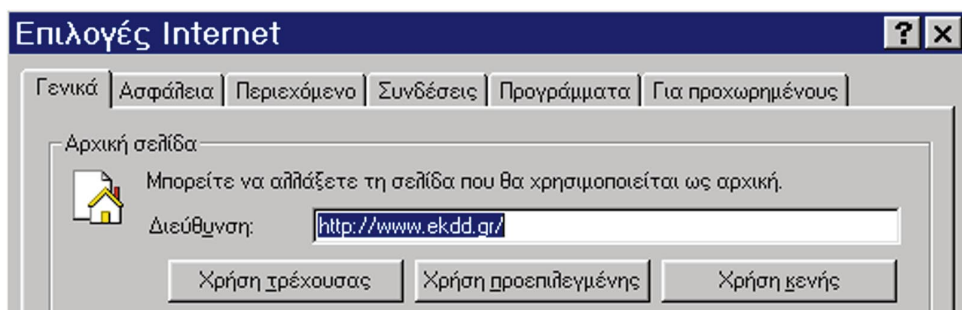 Επιλογές Internet ? ×
Γενικά Ασφάλεια Περιεχόμενο Συνδέσεις Προγράμματα Για προχωρημένους
Αρχική σελίδα
Μπορείτε να αλλάξετε τη σελίδα που θα χρησιμοποιείται ως αρχική.
Διεύθυνση: http://www.ekdd.gr/
Χρήση τρέχουσας Χρήση προεπιλεγμένης Χρήση κενής